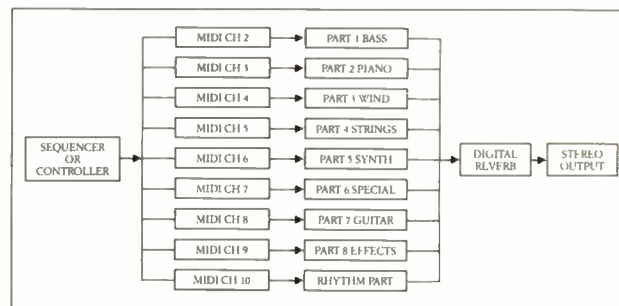 MIDI CH 2
PART 1 BASS
MIDI CH 3
PART 2 PIANO
MIDI CH 4
PART 3 WIND
MIDI CH 5
PART 4 STRINGS
SEQUENCER
OR
CONTROLLER
MIDI CH 6
PART 5 SYNTH
DIGITAL
REVERB
STEREO
OUTPUT
MIDI CH 7
PART 6 SPECIAL
MIDI CH 8
PART 7 GUITAR
MIDI CH 9
PART 8 EFFECTS
MIDI CH 10
RHYTHM PART